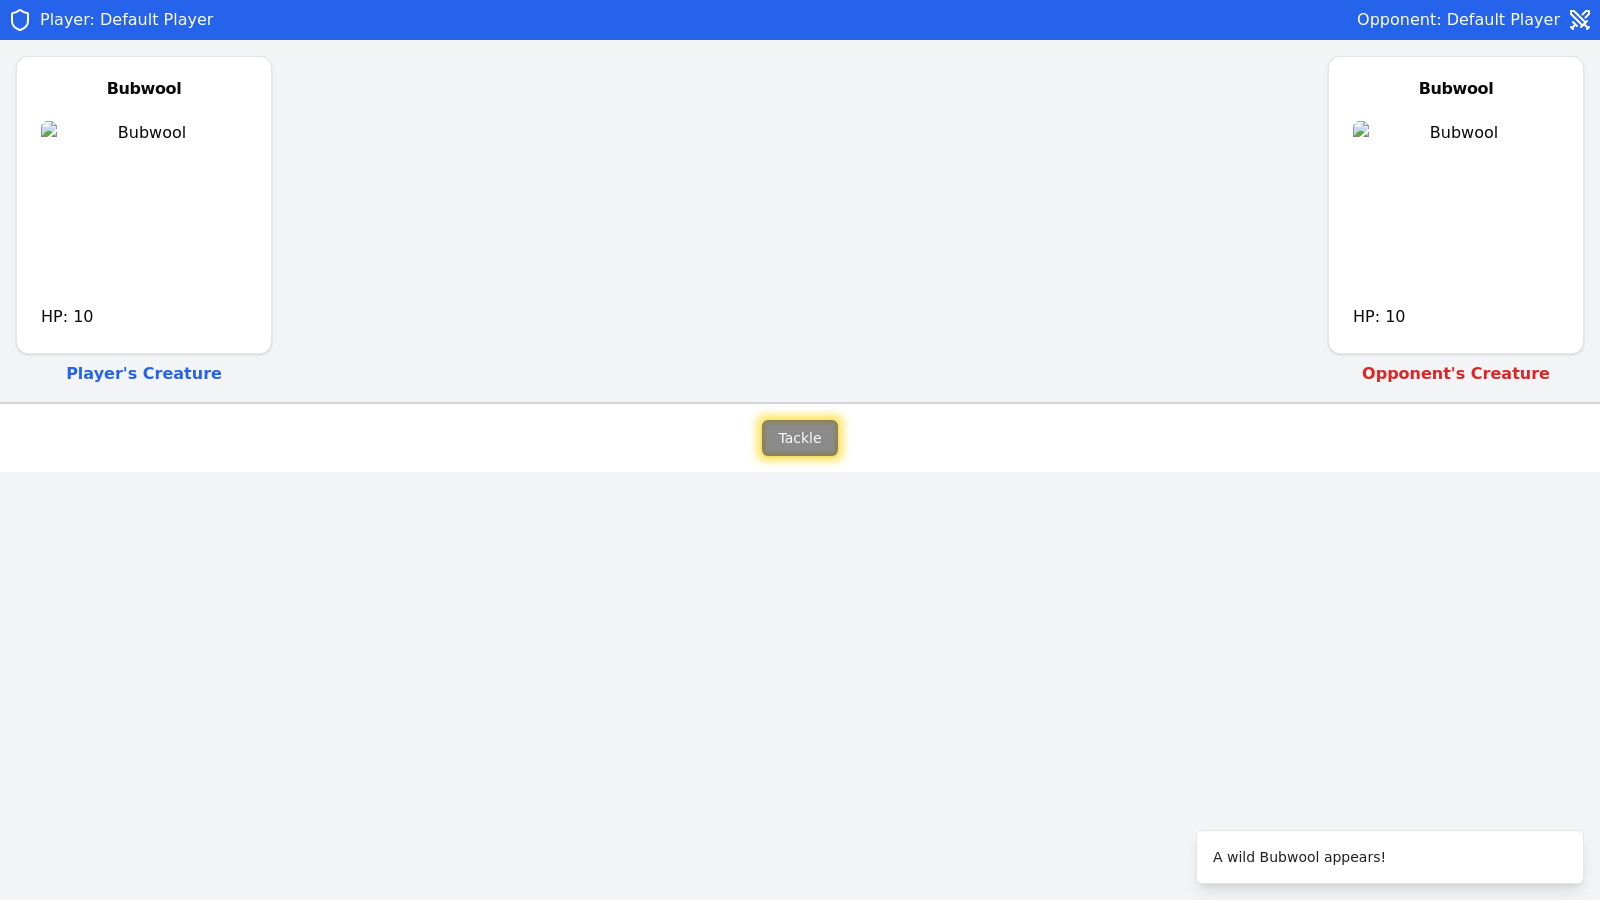 Player: Default Player
Opponent: Default Player
Bubwool
Bubwool
HP: 10
Player's Creature
Bubwool
Bubwool
HP: 10
Opponent's Creature
Tackle
A wild Bubwool appears!